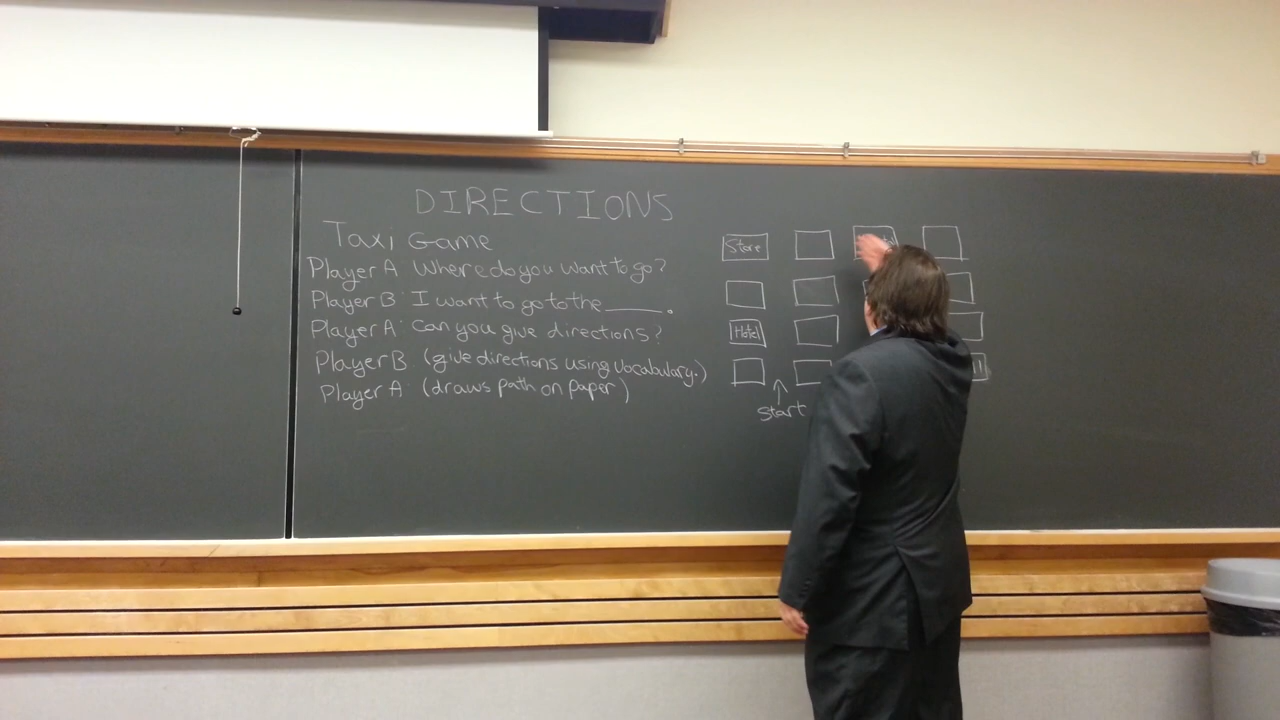 DIRECTIONS
Taxi Game
Player A: Where do you want to go?
Player B: I want to go to the ______.
Player A: Can you give directions?
Player B: (give directions using vocabulary.)
Player A: (draws path on paper)
Store
Hotel
Start